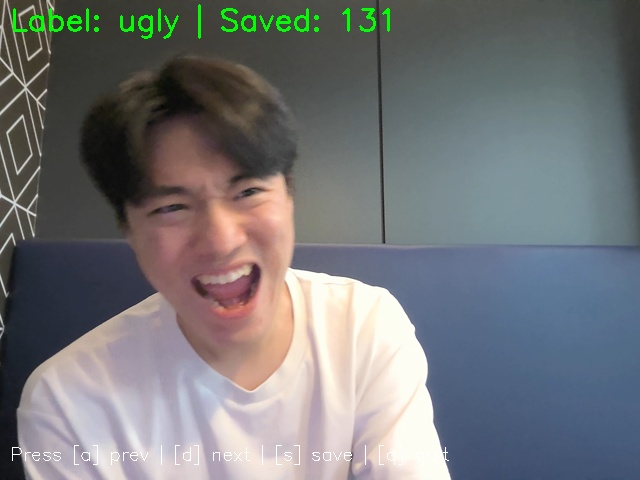 Label: ugly | Saved: 131
Press [a] prev | [d] next | [s] save | [q]